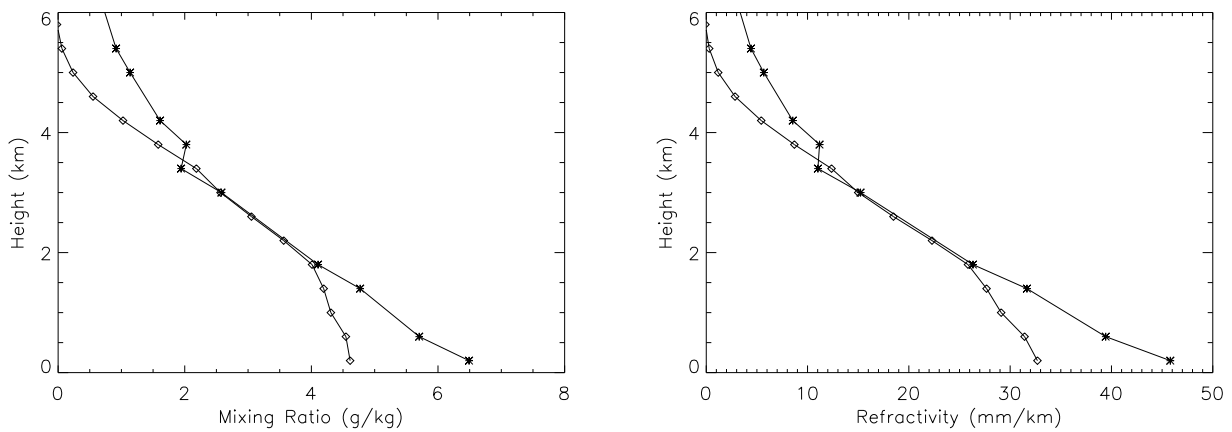 6
4
2
0
Height (km)
0 2 4 6 8
Mixing Ratio (g/kg)
6
4
2
0
Height (km)
0 10 20 30 40 50
Refractivity (mm/km)